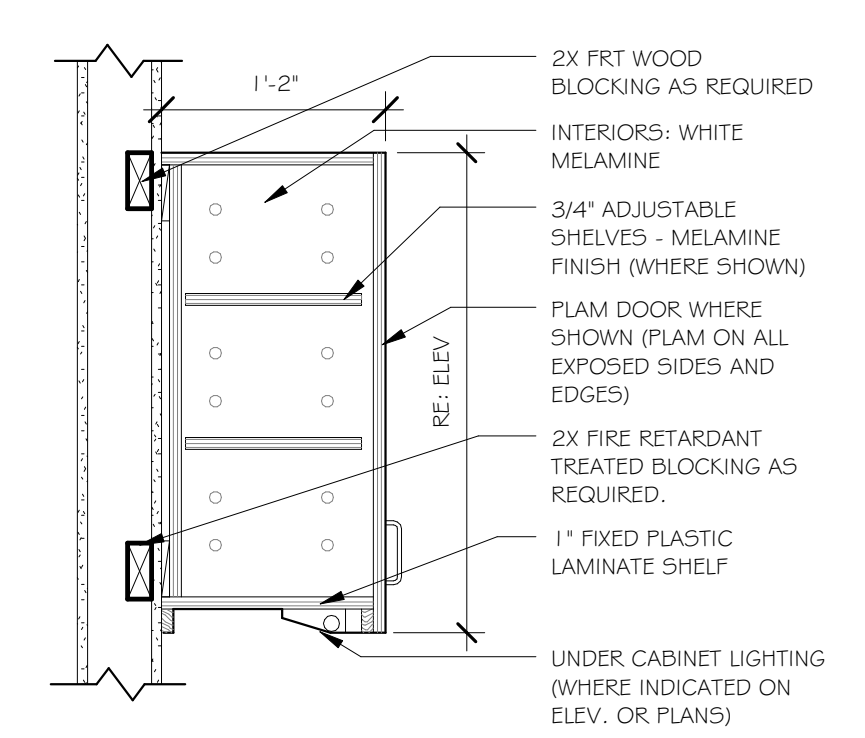 1'-2"
2X FRT WOOD
BLOCKING AS REQUIRED
INTERIORS: WHITE
MELAMINE
3/4" ADJUSTABLE
SHELVES - MELAMINE
FINISH (WHERE SHOWN)
PLAM DOOR WHERE
SHOWN (PLAM ON ALL
EXPOSED SIDES AND
EDGES)
RE: ELEV
2X FIRE RETARDANT
TREATED BLOCKING AS
REQUIRED.
1" FIXED PLASTIC
LAMINATE SHELF
UNDER CABINET LIGHTING
(WHERE INDICATED ON
ELEV. OR PLANS)